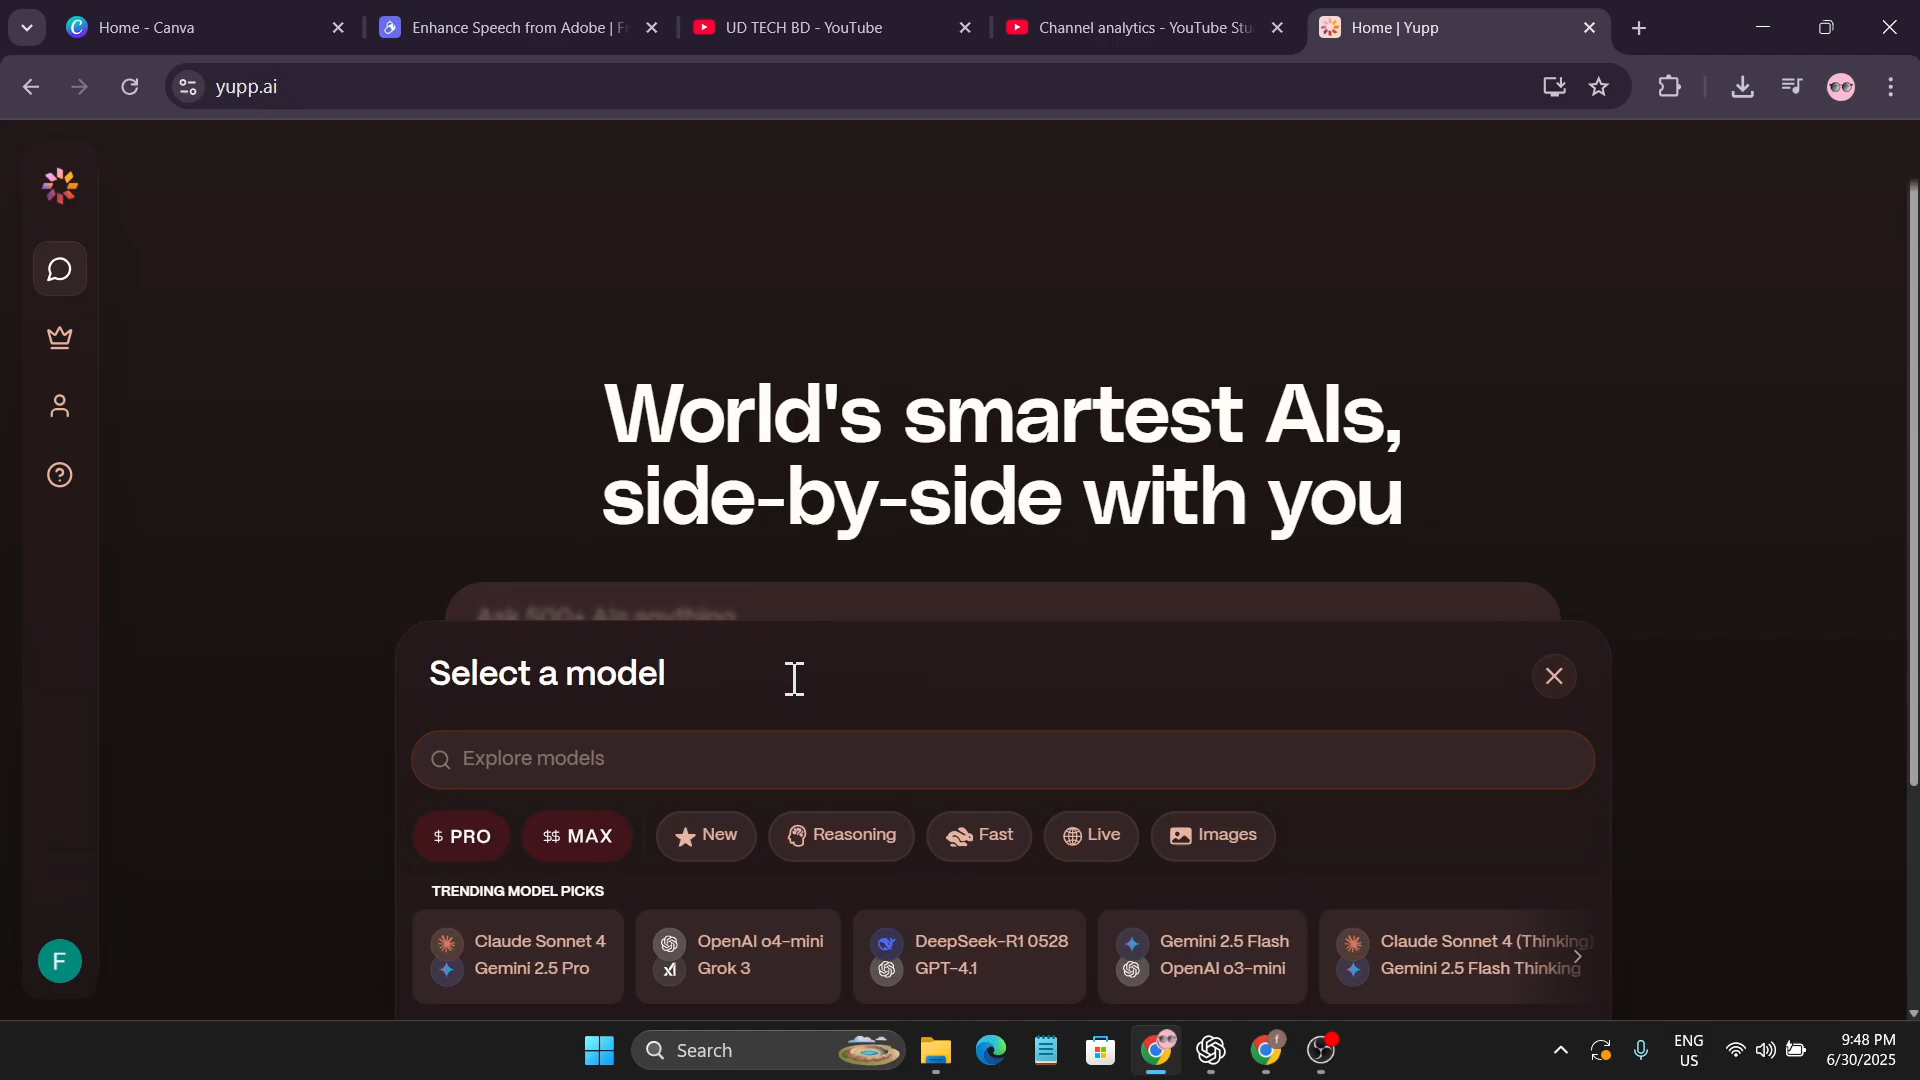 Home - Canva
Enhance Speech from Adobe | F
UD TECH BD - YouTube
Channel analytics - YouTube Stu
Home | Yupp
yupp.ai
World's smartest AIs,
side-by-side with you
Ask 500+ AIs anything
Select a model
Explore models
$ PRO
$$ MAX
New
Reasoning
Fast
Live
Images
TRENDING MODEL PICKS
Claude Sonnet 4
Gemini 2.5 Pro
OpenAI o4-mini
Grok 3
DeepSeek-R1 0528
GPT-4.1
Gemini 2.5 Flash
OpenAI o3-mini
Claude Sonnet 4 (Thinking)
Gemini 2.5 Flash Thinking
F
Search
ENG
US
9:48 PM
6/30/2025